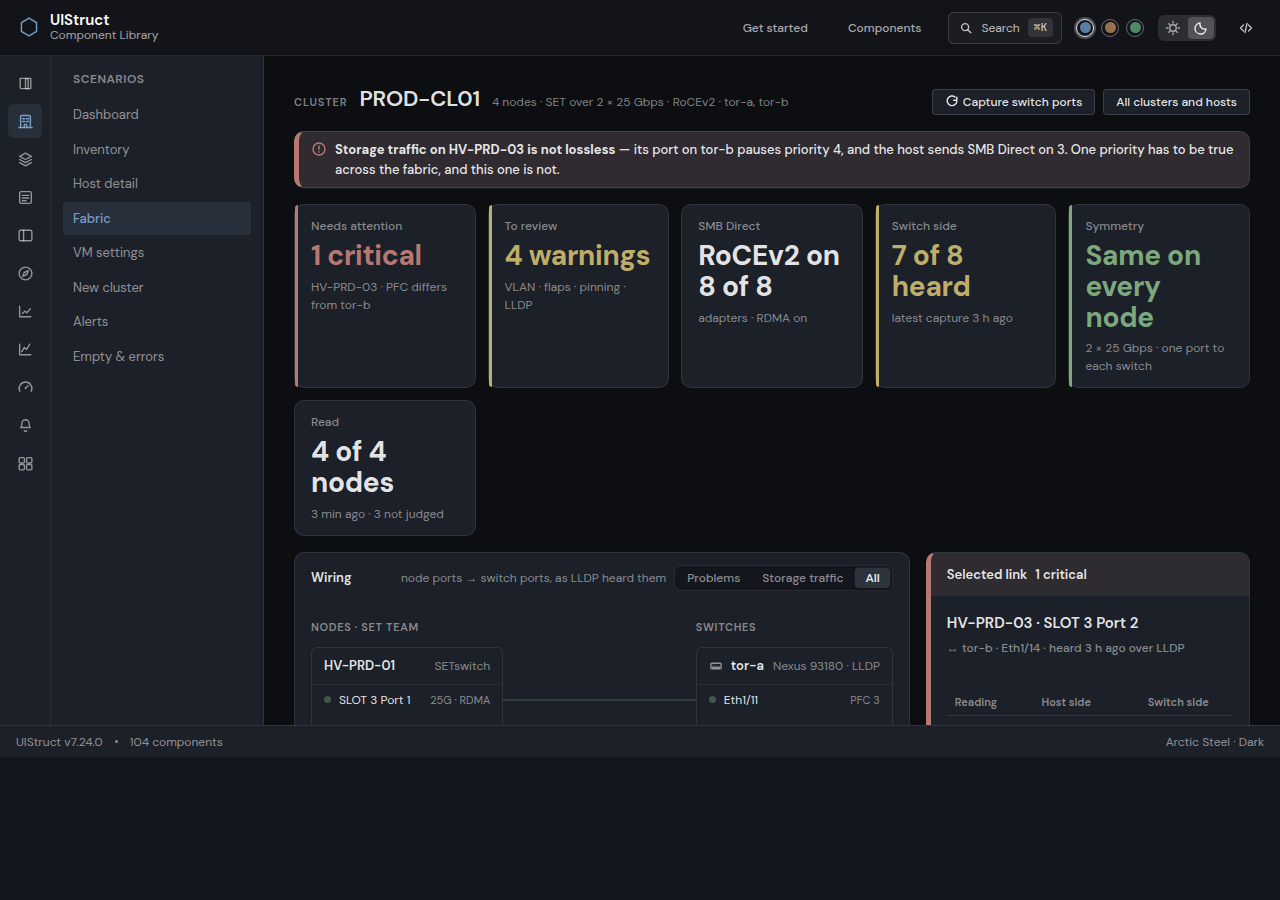 UIStruct
Component Library
Get started
Components
Search ⌘K
SCENARIOS
Dashboard
Inventory
Host detail
Fabric
VM settings
New cluster
Alerts
Empty & errors
CLUSTER PROD-CL01 4 nodes · SET over 2 × 25 Gbps · RoCEv2 · tor-a, tor-b
Capture switch ports
All clusters and hosts
Storage traffic on HV-PRD-03 is not lossless — its port on tor-b pauses priority 4, and the host sends SMB Direct on 3. One priority has to be true
across the fabric, and this one is not.
Needs attention
1 critical
HV-PRD-03 · PFC differs
from tor-b
To review
4 warnings
VLAN · flaps · pinning ·
LLDP
SMB Direct
RoCEv2 on
8 of 8
adapters · RDMA on
Switch side
7 of 8
heard
latest capture 3 h ago
Symmetry
Same on
every
node
2 × 25 Gbps · one port to
each switch
Read
4 of 4
nodes
3 min ago · 3 not judged
Wiring
node ports → switch ports, as LLDP heard them
Problems
Storage traffic
All
NODES · SET TEAM
SWITCHES
HV-PRD-01 SETswitch
SLOT 3 Port 1 25G · RDMA
tor-a Nexus 93180 · LLDP
Eth1/11 PFC 3
Selected link 1 critical
HV-PRD-03 · SLOT 3 Port 2
↔ tor-b · Eth1/14 · heard 3 h ago over LLDP
Reading Host side Switch side
UIStruct v7.24.0 • 104 components
Arctic Steel · Dark